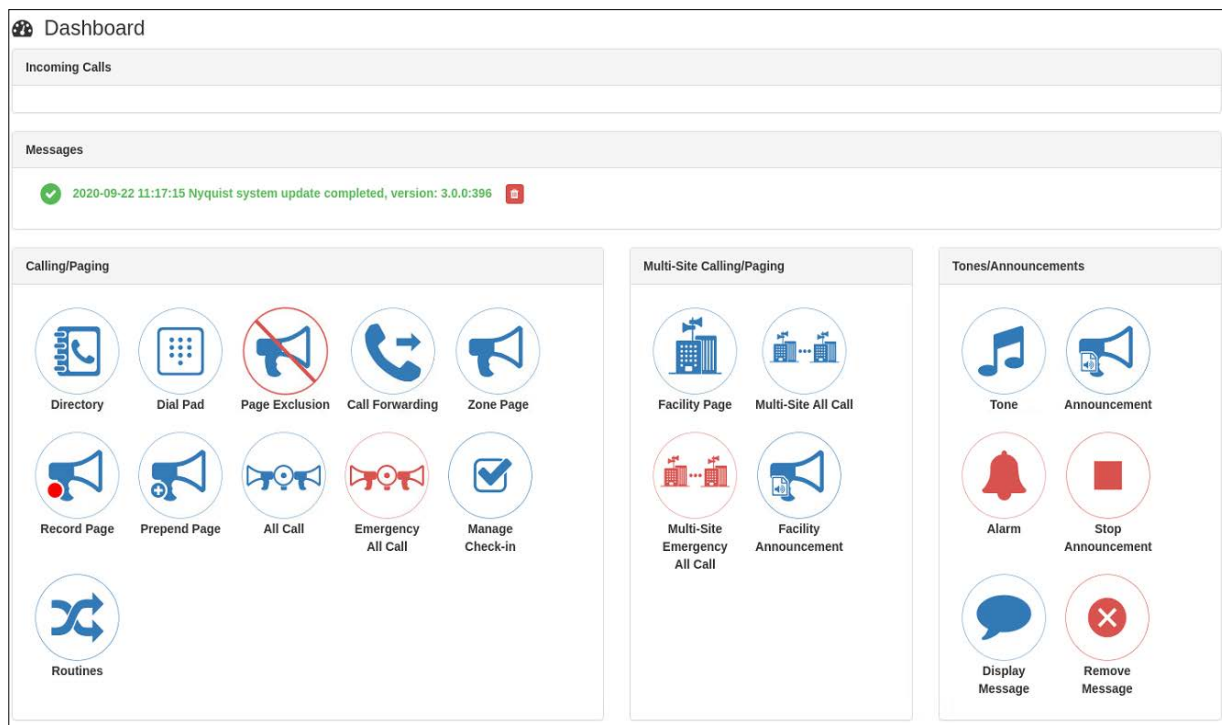 Dashboard
Incoming Calls
Messages
2020-09-22 11:17:15 Nyquist system update completed, version: 3.0.0:396
Calling/Paging
Directory
Dial Pad
Page Exclusion
Call Forwarding
Zone Page
Record Page
Prepend Page
All Call
Emergency
All Call
Manage
Check-in
Routines
Multi-Site Calling/Paging
Facility Page
Multi-Site All Call
Multi-Site
Emergency
All Call
Facility
Announcement
Tones/Announcements
Tone
Announcement
Alarm
Stop
Announcement
Display
Message
Remove
Message